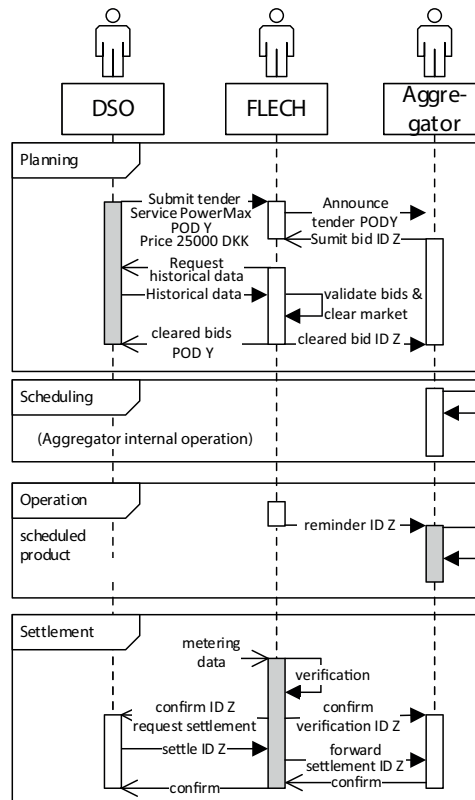 DSO
FLECH
Aggre-
gator
Planning
Submit tender
Service PowerMax
POD Y
Price 25000 DKK
Announce
tender PODY
Sumit bid ID Z
Request
historical data
Historical data
validate bids &
clear market
cleared bids
POD Y
cleared bid ID Z
Scheduling
(Aggregator internal operation)
Operation
reminder ID Z
scheduled
product
Settlement
metering
data
verification
confirm ID Z
request settlement
confirm
verification ID Z
settle ID Z
forward
settlement ID Z
confirm
confirm